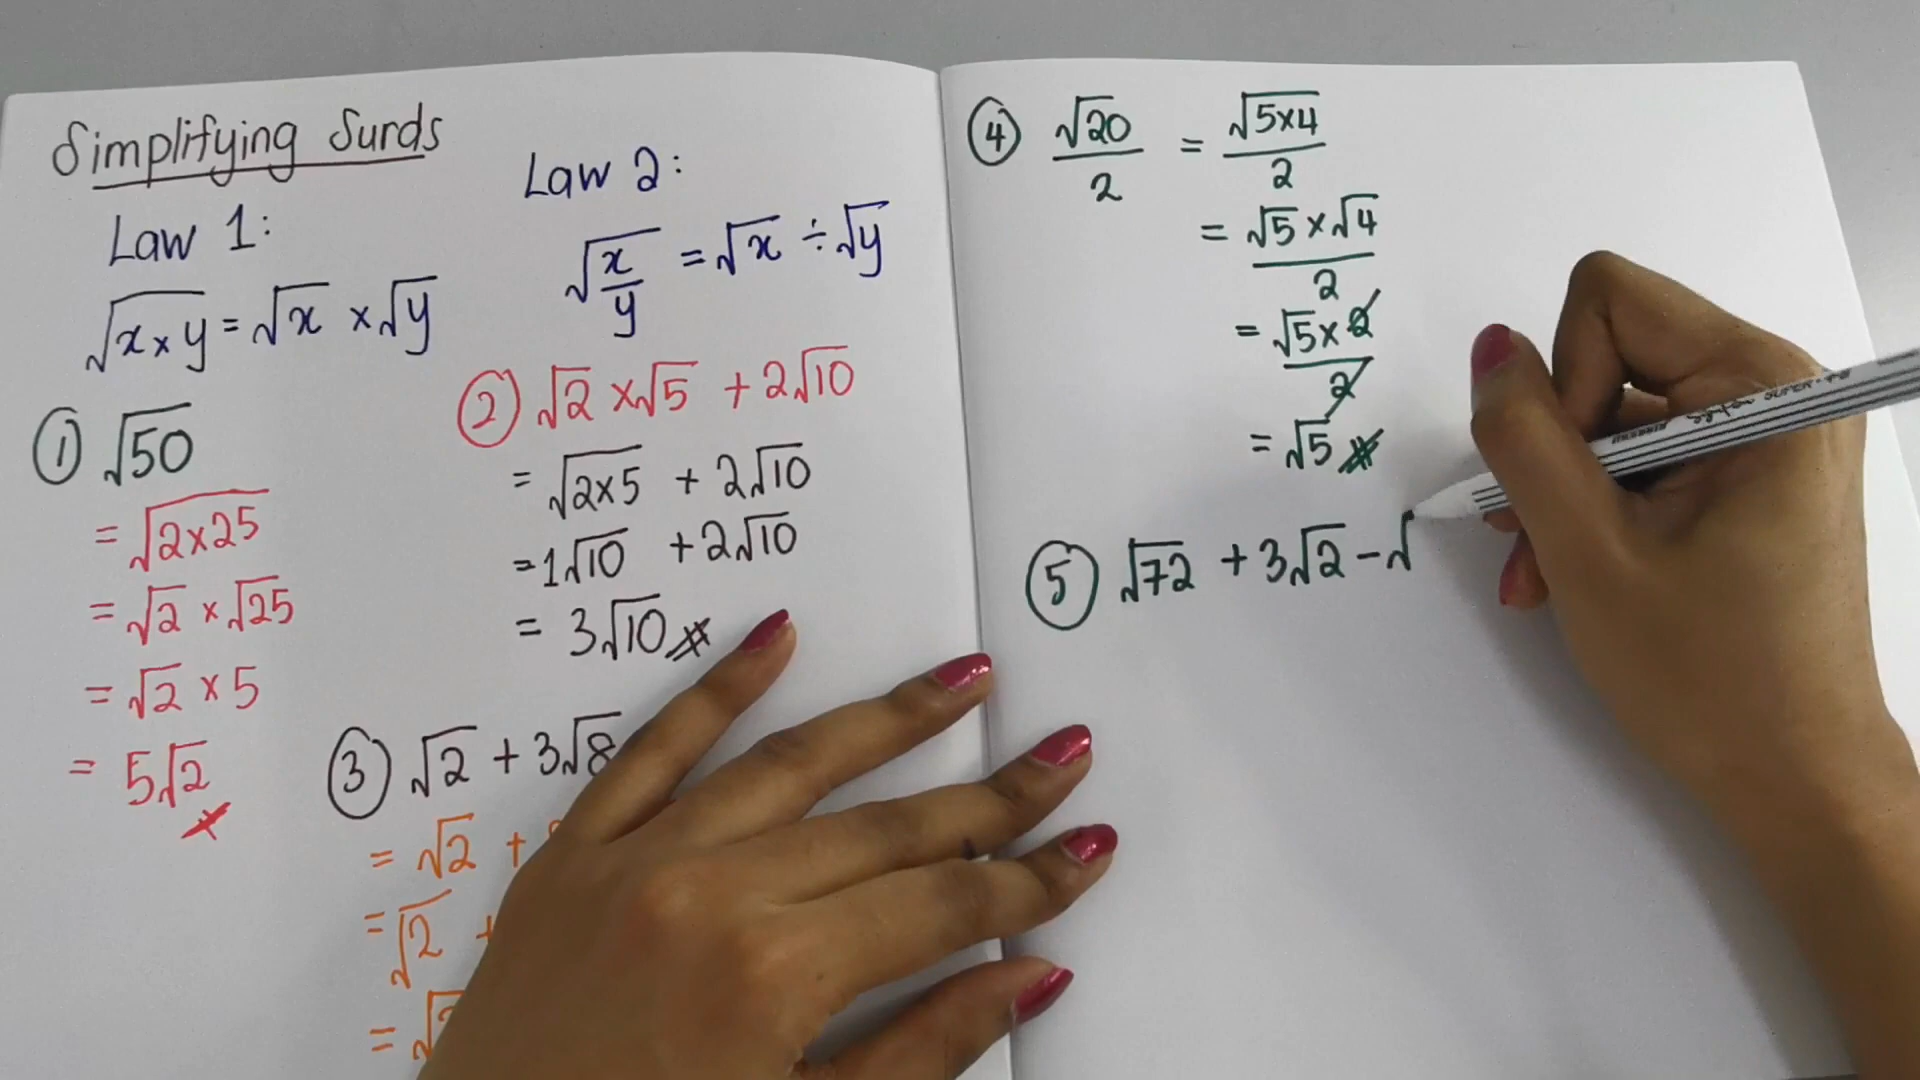 Simplifying Surds
Law 1:
√(x×y) = √x × √y
Law 2:
√(x/y) = √x ÷ √y
① √50
= √(2×25)
= √2 × √25
= √2 × 5
= 5√2
② √2 × √5 + 2√10
= √(2×5) + 2√10
= 1√10 + 2√10
= 3√10
③ √2 + 3√8
= √2 +
= √2 +
= √2
④ √20/2 = √(5×4)/2
= (√5 × √4)/2
= (√5 × 2)/2
= √5
⑤ √72 + 3√2 - √